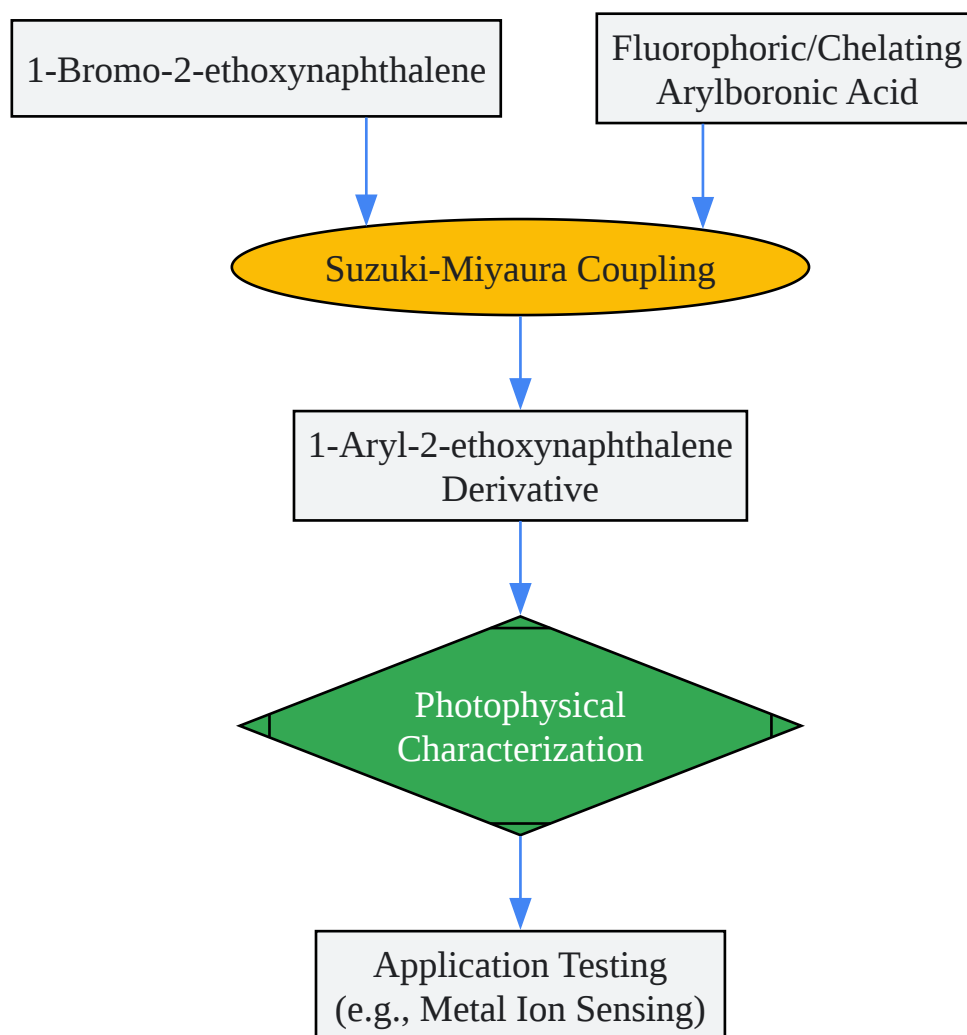 1-Bromo-2-ethoxynaphthalene
Fluorophoric/Chelating
Arylboronic Acid
Suzuki-Miyaura Coupling
1-Aryl-2-ethoxynaphthalene
Derivative
Photophysical
Characterization
Application Testing
(e.g., Metal Ion Sensing)